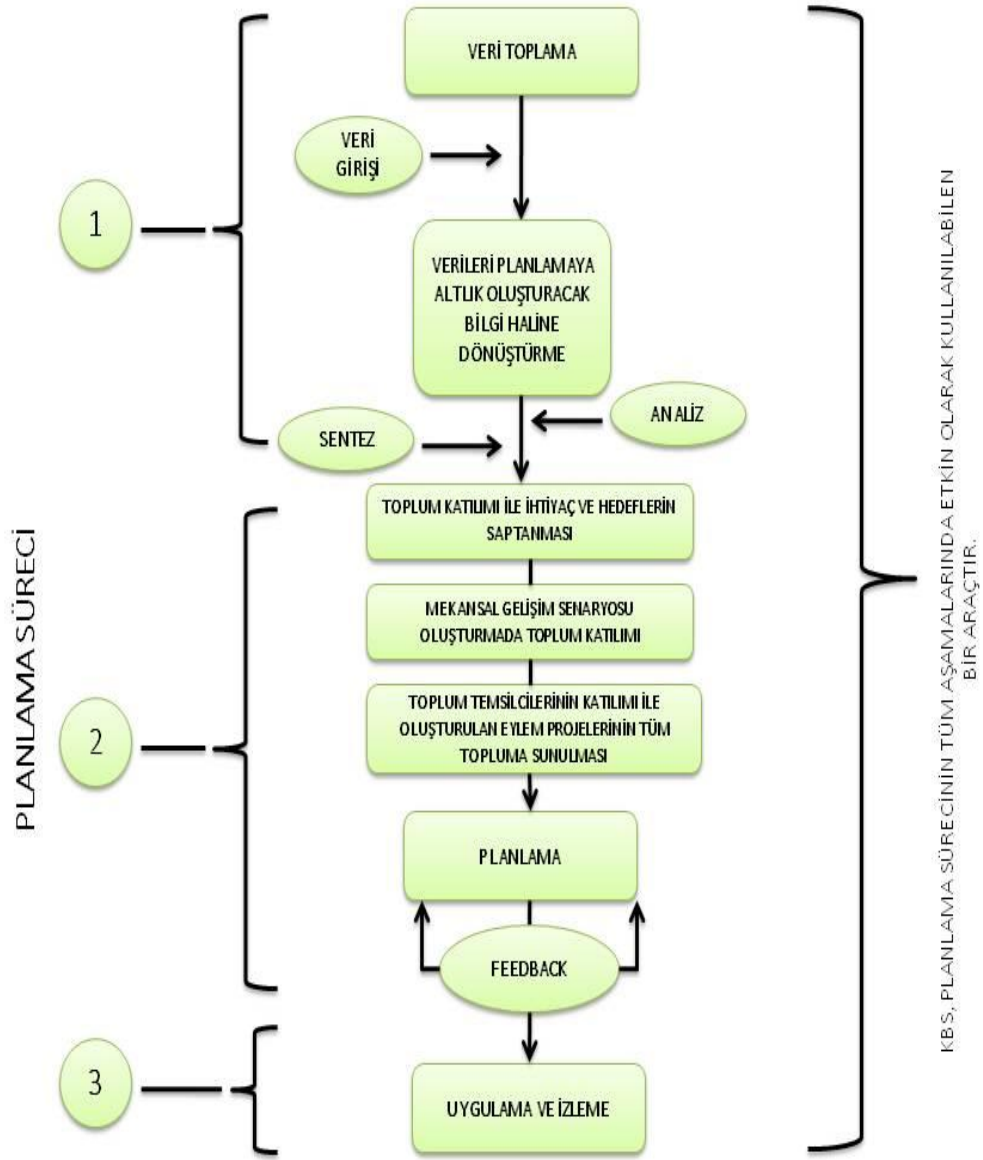 PLANLAMA SÜRECİ
1
VERİ TOPLAMA
VERİ
GİRİŞİ
VERİLERİ PLANLAMAYA
ALTLIK OLUŞTURACAK
BİLGİ HALİNE
DÖNÜŞTÜRME
ANALİZ
SENTEZ
2
TOPLUM KATILIMI İLE İHTİYAÇ VE HEDEFLERİN
SAPTANMASI
MEKANSAL GELİŞİM SENARYOSU
OLUŞTURMADA TOPLUM KATILIMI
TOPLUM TEMSİLCİLERİNİN KATILIMI İLE
OLUŞTURULAN EYLEM PROJELERİNİN TÜM
TOPLUMA SUNULMASI
PLANLAMA
FEEDBACK
3
UYGULAMA VE İZLEME
KBS, PLANLAMA SÜRECİNİN TÜM AŞAMALARINDA ETKİN OLARAK KULLANILABİLEN
BİR ARAÇTIR.